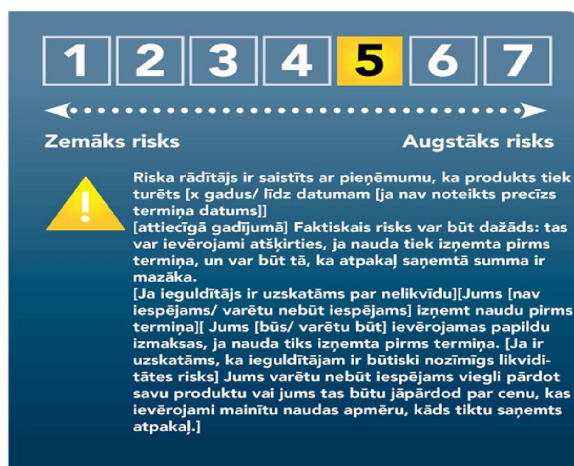 1 2 3 4 5 6 7
Zemāks risks Augstāks risks
Riska rādītājs ir saistīts ar pieņēmumu, ka produkts tiek
turēts [x gadus/ līdz datumam [ja nav noteikts precīzs
termiņa datums]]
[attiecīgā gadījumā] Faktiskais risks var būt dažāds: tas
var ievērojami atšķirties, ja nauda tiek izņemta pirms
termiņa, un var būt tā, ka atpakaļ saņemtā summa ir
mazāka.
[Ja ieguldītājs ir uzskatāms par nelikvīdu][Jums [nav
iespējams/ varētu nebūt iespējams] izņemt naudu pirms
termiņa][ Jums [būs/ varētu būt] ievērojamas papildu
izmaksas, ja nauda tiks izņemta pirms termiņa. [Ja ir
uzskatāms, ka ieguldītājam ir būtiski nozīmīgs likvidi-
tātes risks] Jums varētu nebūt iespējams viegli pārdot
savu produktu vai jums tas būtu jāpārdod par cenu, kas
ievērojami mainītu naudas apmēru, kāds tiktu saņemts
atpakaļ.]